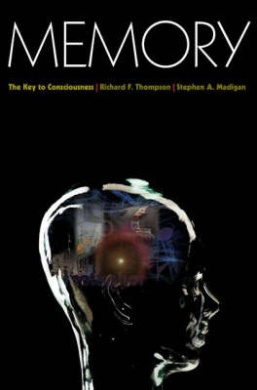 MEMORY
The Key to Consciousness | Richard F. Thompson | Stephen A. Madigan